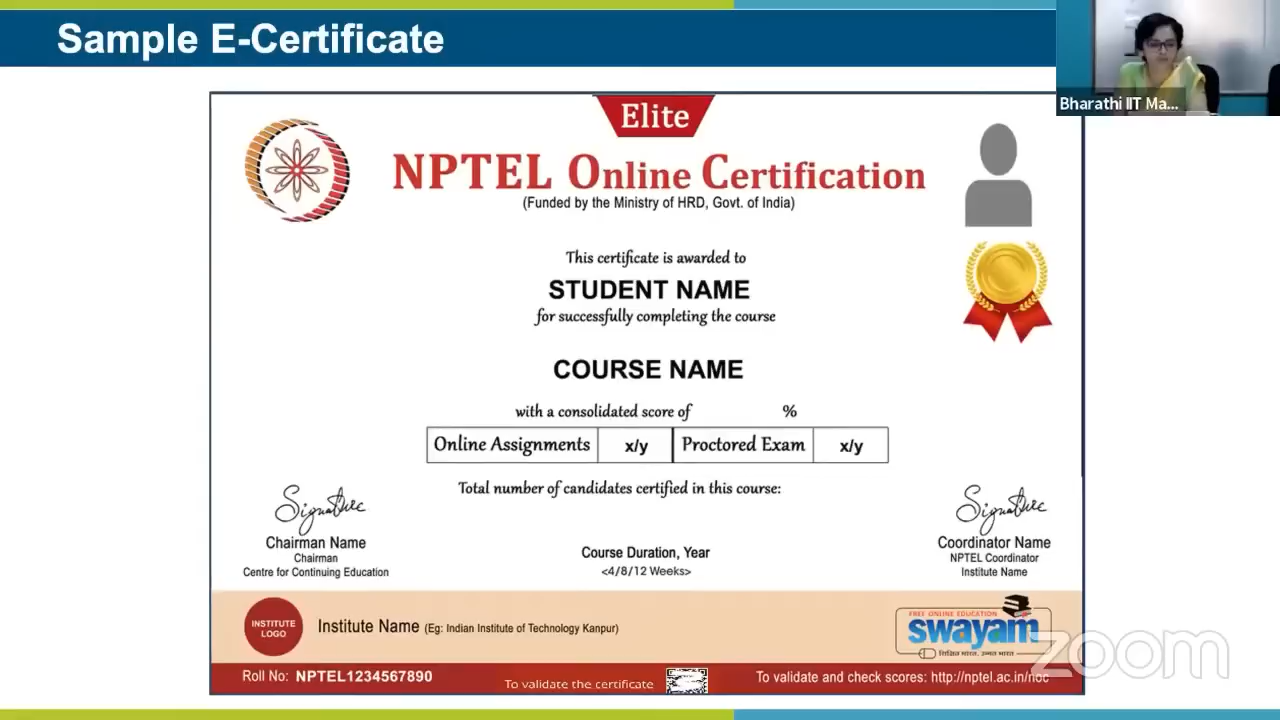 Sample E-Certificate
Bharathi IIT Ma...
Elite
NPTEL Online Certification
(Funded by the Ministry of HRD, Govt. of India)
This certificate is awarded to
STUDENT NAME
for successfully completing the course
COURSE NAME
with a consolidated score of %
Online Assignments x/y Proctored Exam x/y
Total number of candidates certified in this course:
Signature
Chairman Name
Chairman
Centre for Continuing Education
Course Duration, Year
<4/8/12 Weeks>
Signature
Coordinator Name
NPTEL Coordinator
Institute Name
INSTITUTE
LOGO
Institute Name (Eg: Indian Institute of Technology Kanpur)
FREE ONLINE EDUCATION
swayam
शिक्षित भारत, उन्नत भारत
zoom
Roll No: NPTEL1234567890
To validate the certificate
To validate and check scores: http://nptel.ac.in/noc